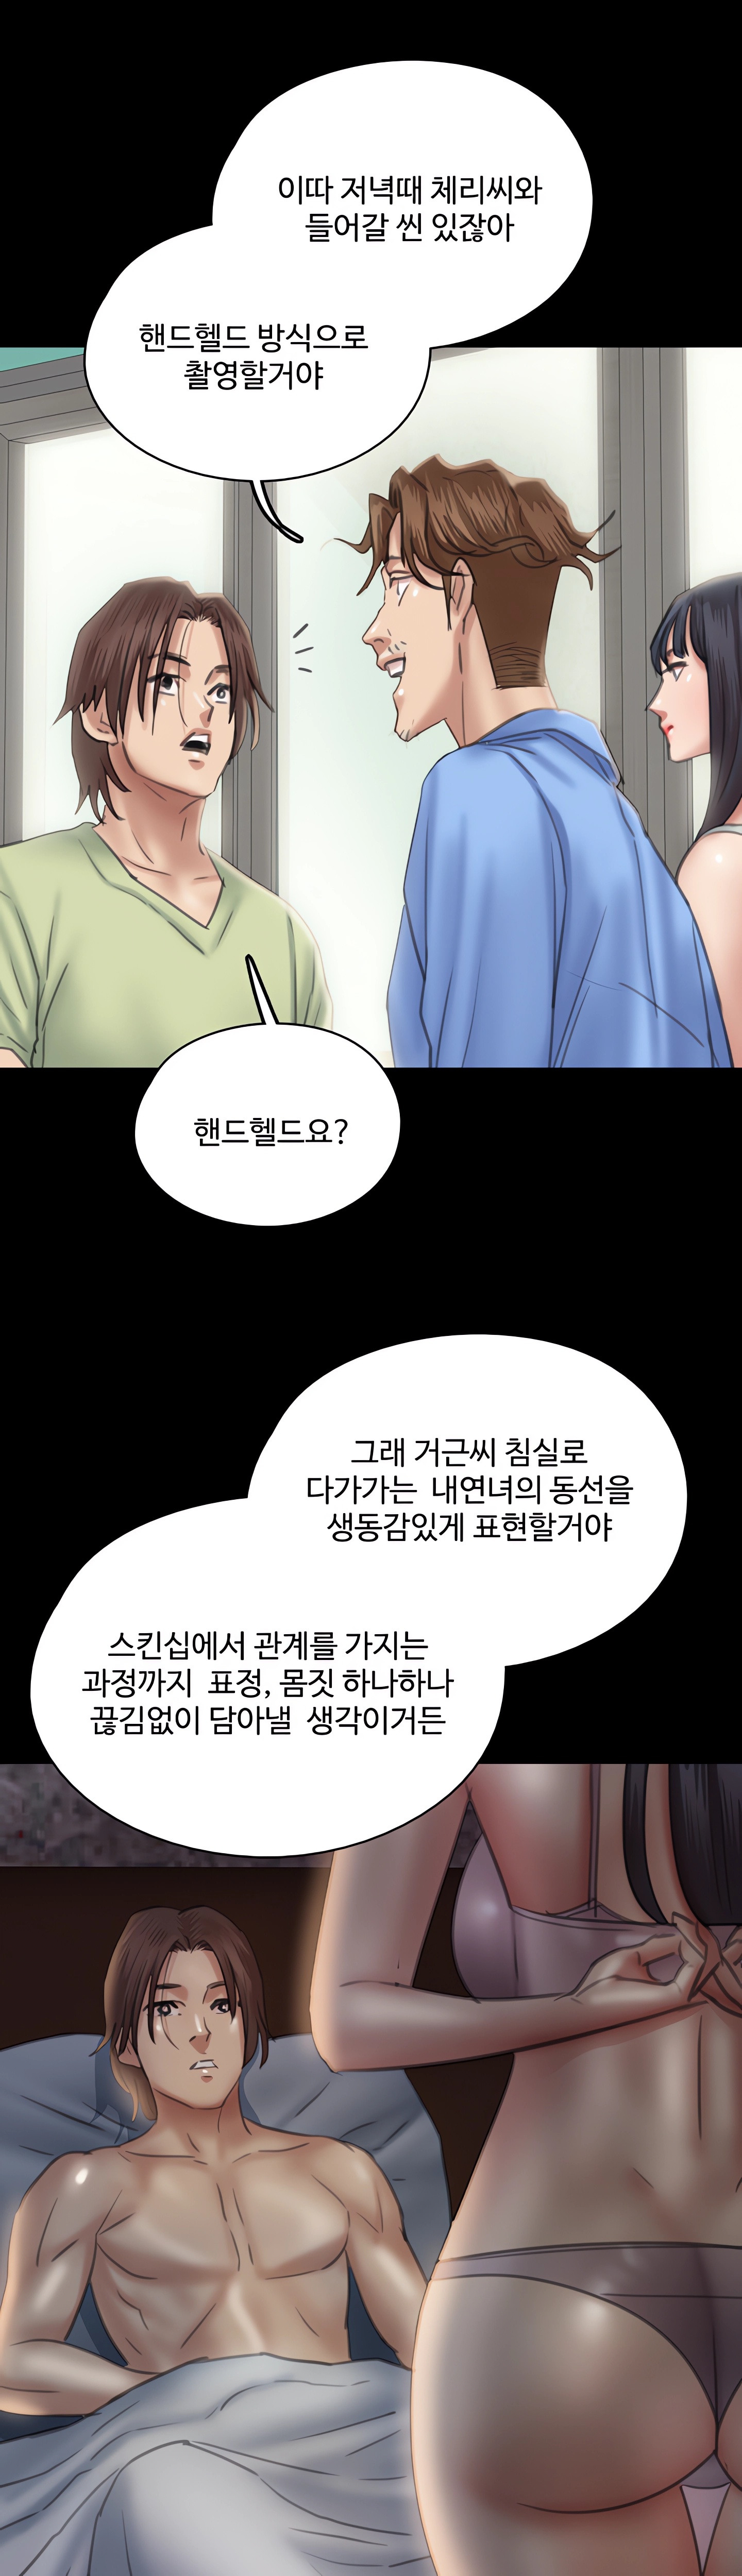 이따 저녁때 체리씨와
들어갈 씬 있잖아
핸드헬드 방식으로
촬영할거야
핸드헬드요?
그래 거근씨 침실로
다가가는 내연녀의 동선을
생동감있게 표현할거야
스킨십에서 관계를 가지는
과정까지 표정, 몸짓 하나하나
끊김없이 담아낼 생각이거든